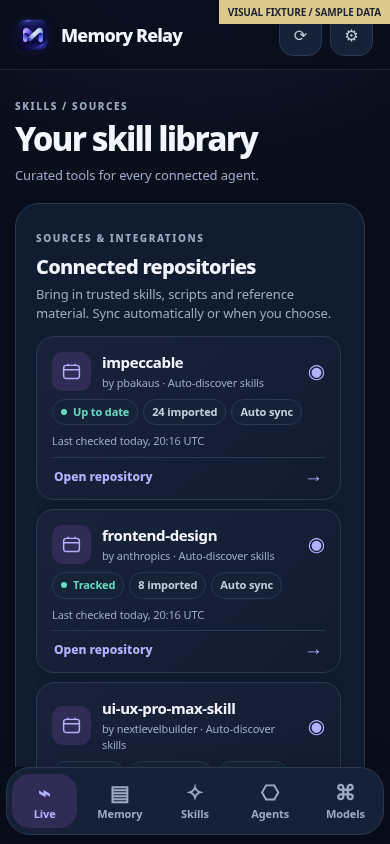 VISUAL FIXTURE / SAMPLE DATA
Memory Relay
SKILLS / SOURCES
Your skill library
Curated tools for every connected agent.
SOURCES & INTEGRATIONS
Connected repositories
Bring in trusted skills, scripts and reference
material. Sync automatically or when you choose.
impeccable
by pbakaus · Auto-discover skills
Up to date 24 imported Auto sync
Last checked today, 20:16 UTC
Open repository →
frontend-design
by anthropics · Auto-discover skills
Tracked 8 imported Auto sync
Last checked today, 20:16 UTC
Open repository →
ui-ux-pro-max-skill
by nextlevelbuilder · Auto-discover
skills
Live Memory Skills Agents Models